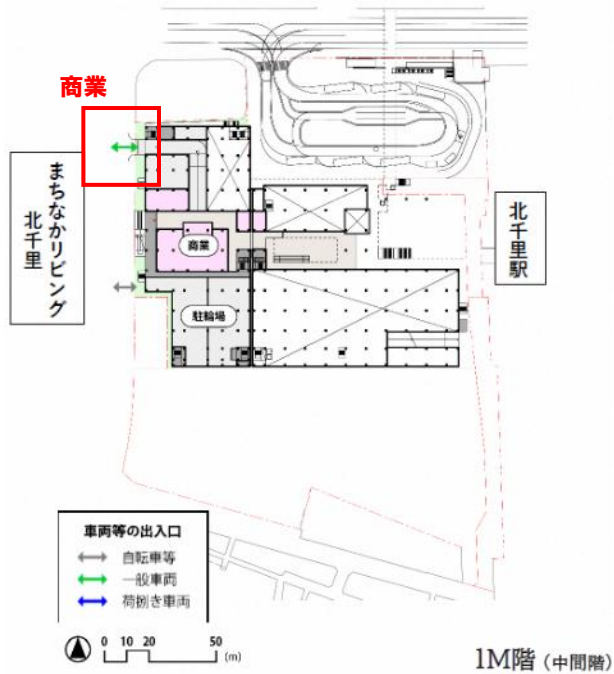 商業
まちなかリビング
北千里
北千里駅
商業
駐輪場
車両等の出入口
自転車等
一般車両
荷捌き車両
0 10 20 50
(m)
1M階(中間階)